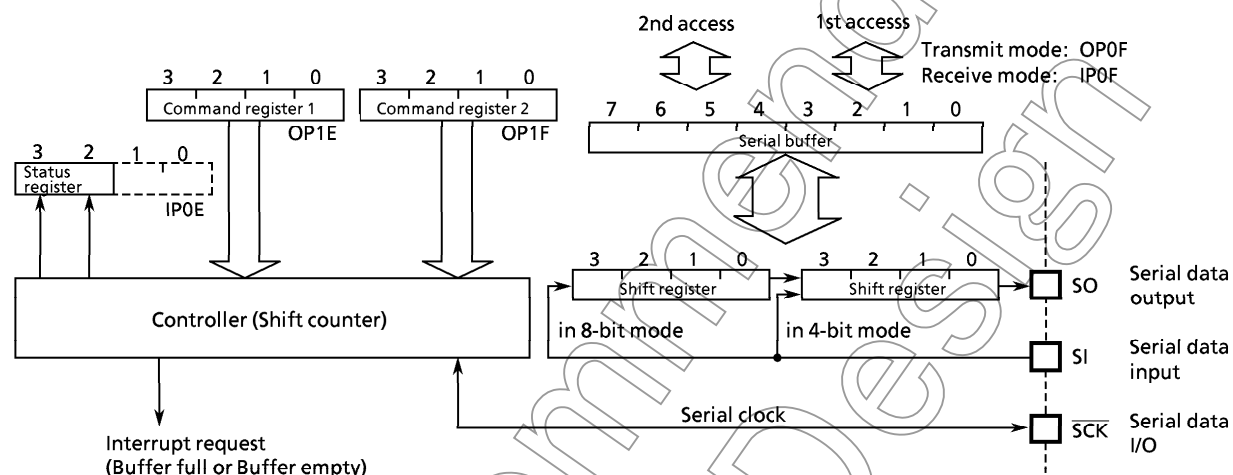 2nd access 1st accesss
Transmit mode: OP0F
Receive mode: IP0F
3 2 1 0 3 2 1 0
Command register 1 Command register 2
OP1E OP1F
7 6 5 4 3 2 1 0
Serial buffer
3 2 1 0
Status
register
IP0E
3 2 1 0 3 2 1 0
Shift register Shift register
SO Serial data
output
Controller (Shift counter)
in 8-bit mode in 4-bit mode
SI Serial data
input
Serial clock
SCK Serial data
I/O
Interrupt request
(Buffer full or Buffer empty)
mmend
Design